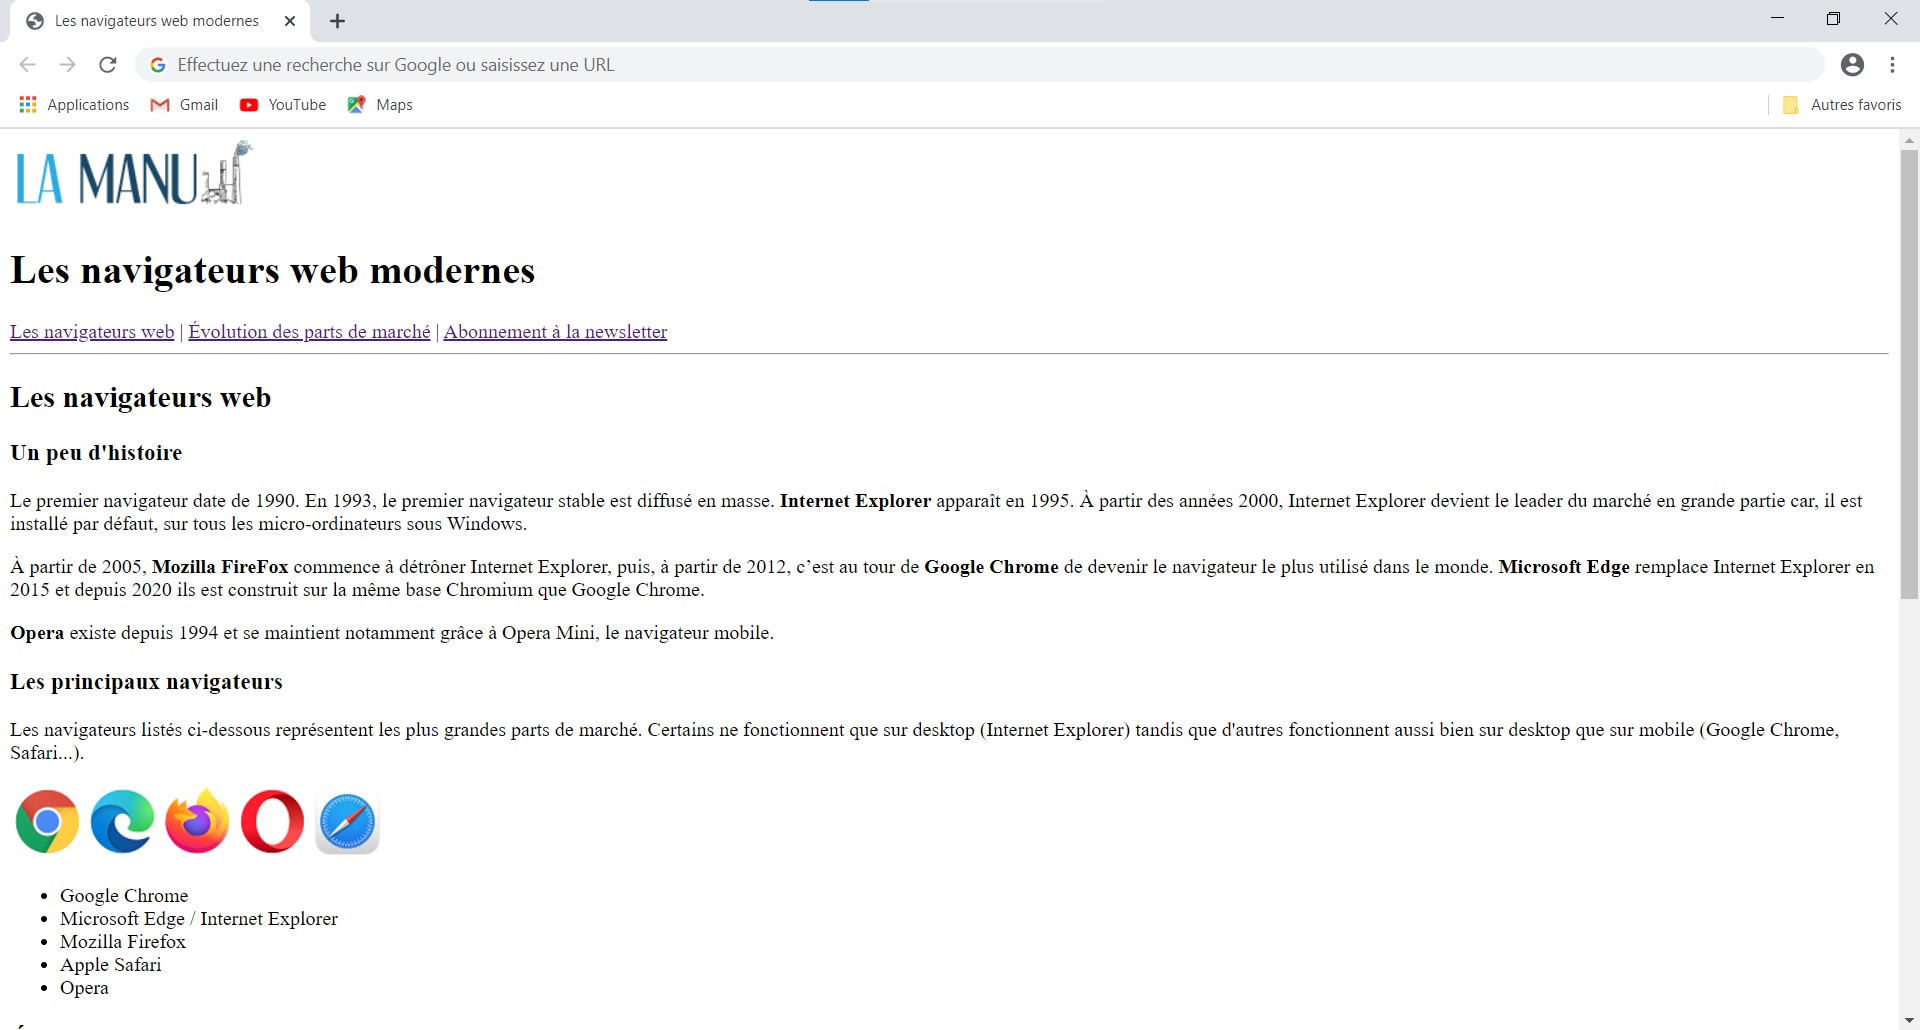 Les navigateurs web modernes
Effectuez une recherche sur Google ou saisissez une URL
Applications Gmail YouTube Maps Autres favoris
LA MANU
Les navigateurs web modernes
Les navigateurs web | Évolution des parts de marché | Abonnement à la newsletter
Les navigateurs web
Un peu d'histoire
Le premier navigateur date de 1990. En 1993, le premier navigateur stable est diffusé en masse. Internet Explorer apparaît en 1995. À partir des années 2000, Internet Explorer devient le leader du marché en grande partie car, il est
installé par défaut, sur tous les micro-ordinateurs sous Windows.
À partir de 2005, Mozilla FireFox commence à détrôner Internet Explorer, puis, à partir de 2012, c’est au tour de Google Chrome de devenir le navigateur le plus utilisé dans le monde. Microsoft Edge remplace Internet Explorer en
2015 et depuis 2020 ils est construit sur la même base Chromium que Google Chrome.
Opera existe depuis 1994 et se maintient notamment grâce à Opera Mini, le navigateur mobile.
Les principaux navigateurs
Les navigateurs listés ci-dessous représentent les plus grandes parts de marché. Certains ne fonctionnent que sur desktop (Internet Explorer) tandis que d'autres fonctionnent aussi bien sur desktop que sur mobile (Google Chrome,
Safari...).
• Google Chrome
• Microsoft Edge / Internet Explorer
• Mozilla Firefox
• Apple Safari
• Opera